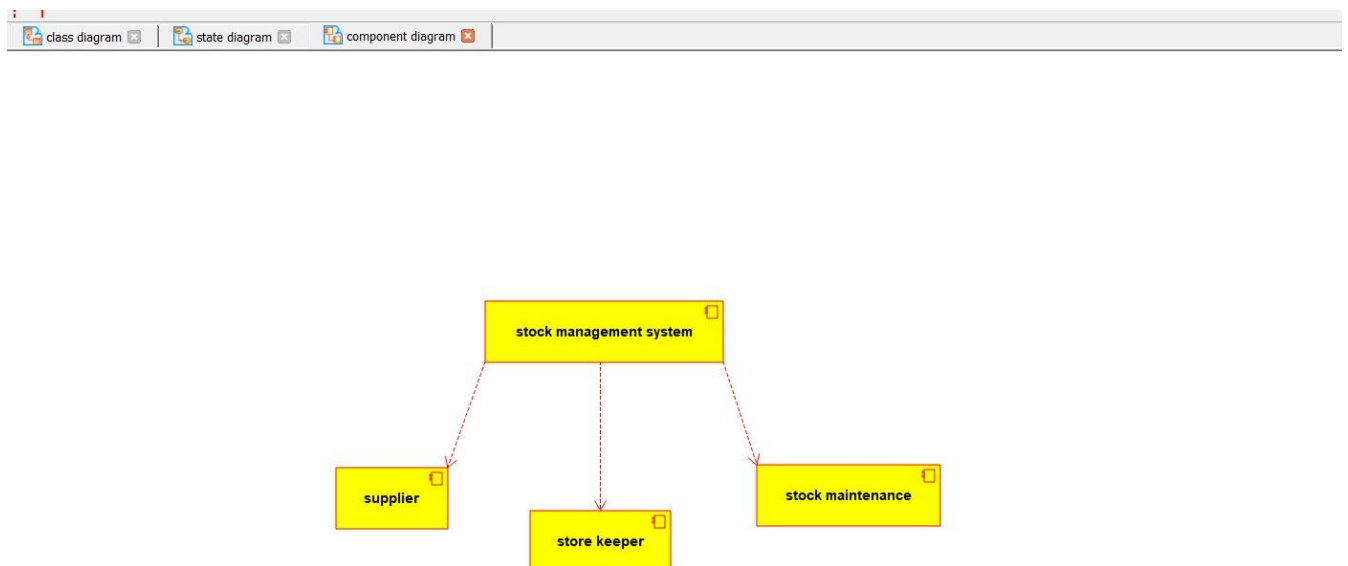 class diagram
state diagram
component diagram
stock management system
supplier
stock maintenance
store keeper